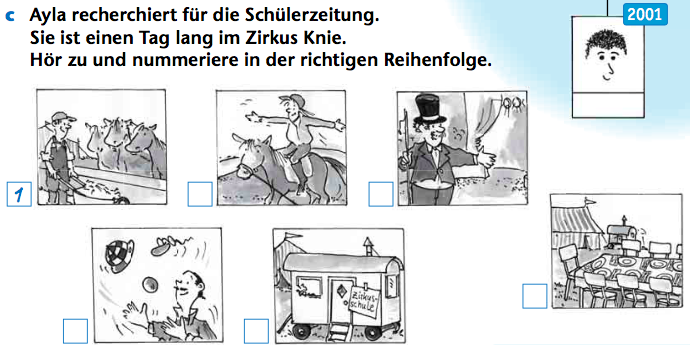 c Ayla recherchiert für die Schülerzeitung.
2001
Sie ist einen Tag lang im Zirkus Knie.
Hör zu und nummeriere in der richtigen Reihenfolge.
1
Zirkus-
schule